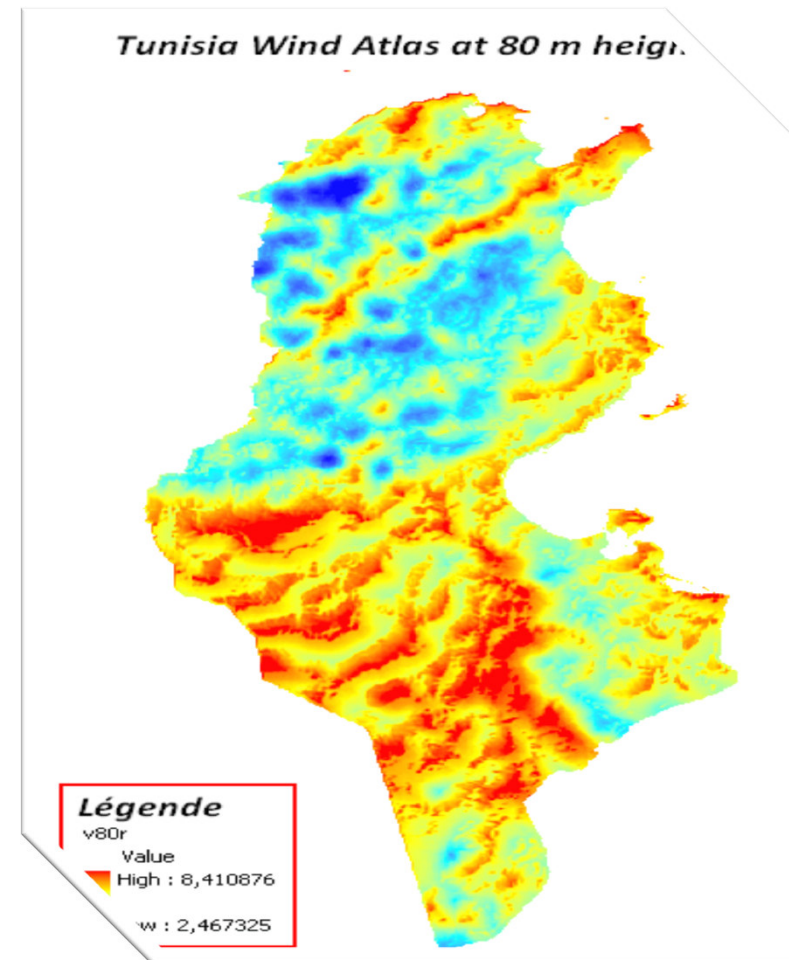 Tunisia Wind Atlas at 80 m
Légende
v80r
Value
High : 8,410876
: 2,467325